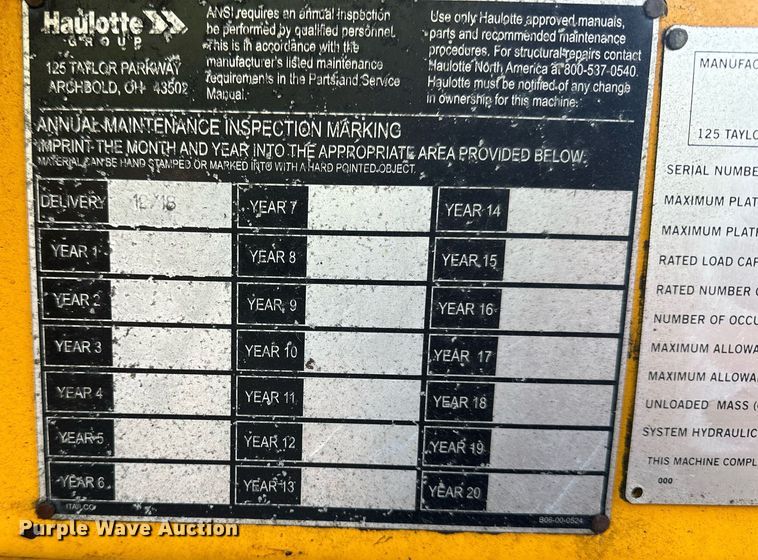 Haulotte
GROUP
125 TAYLOR PARKWAY
ARCHBOLD, OH 43502
ANSI requires an annual inspection
be performed by qualified personnel.
This is in accordance with the
manufacturer's listed maintenance
requirements in the Parts and Service
Manual.
Use only Haulotte approved manuals,
parts and recommended maintenance
procedures. For structural repairs contact
Haulotte North America at 800-537-0540.
Haulotte must be notified of any change
in ownership for this machine.
ANNUAL MAINTENANCE INSPECTION MARKING
IMPRINT THE MONTH AND YEAR INTO THE APPROPRIATE AREA PROVIDED BELOW.
MATERIAL CAN BE HAND STAMPED OR MARKED INTO WITH A HARD POINTED OBJECT.
DELIVERY
YEAR 1
YEAR 2
YEAR 3
YEAR 4
YEAR 5
YEAR 6
YEAR 7
YEAR 8
YEAR 9
YEAR 10
YEAR 11
YEAR 12
YEAR 13
YEAR 14
YEAR 15
YEAR 16
YEAR 17
YEAR 18
YEAR 19
YEAR 20
B06-00-0524
MANUFAC
125 TAYLO
SERIAL NUMBE
MAXIMUM PLAT
MAXIMUM PLATF
RATED LOAD CAP
RATED NUMBER O
NUMBER OF OCCU
MAXIMUM ALLOWA
MAXIMUM ALLOWA
UNLOADED MASS (
SYSTEM HYDRAULIC
THIS MACHINE COMPL
000
Purple Wave Auction